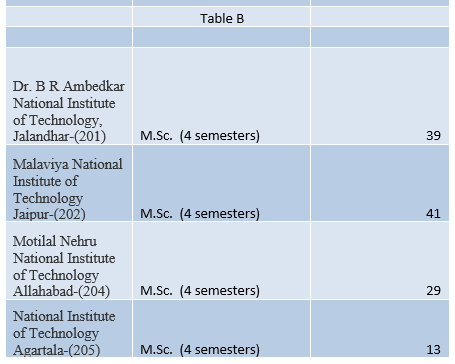 Table B
Dr. B R Ambedkar
National Institute
of Technology,
Jalandhar-(201) M.Sc. (4 semesters) 39
Malaviya National
Institute of
Technology
Jaipur-(202) M.Sc. (4 semesters) 41
Motilal Nehru
National Institute
of Technology
Allahabad-(204) M.Sc. (4 semesters) 29
National Institute
of Technology
Agartala-(205) M.Sc. (4 semesters) 13